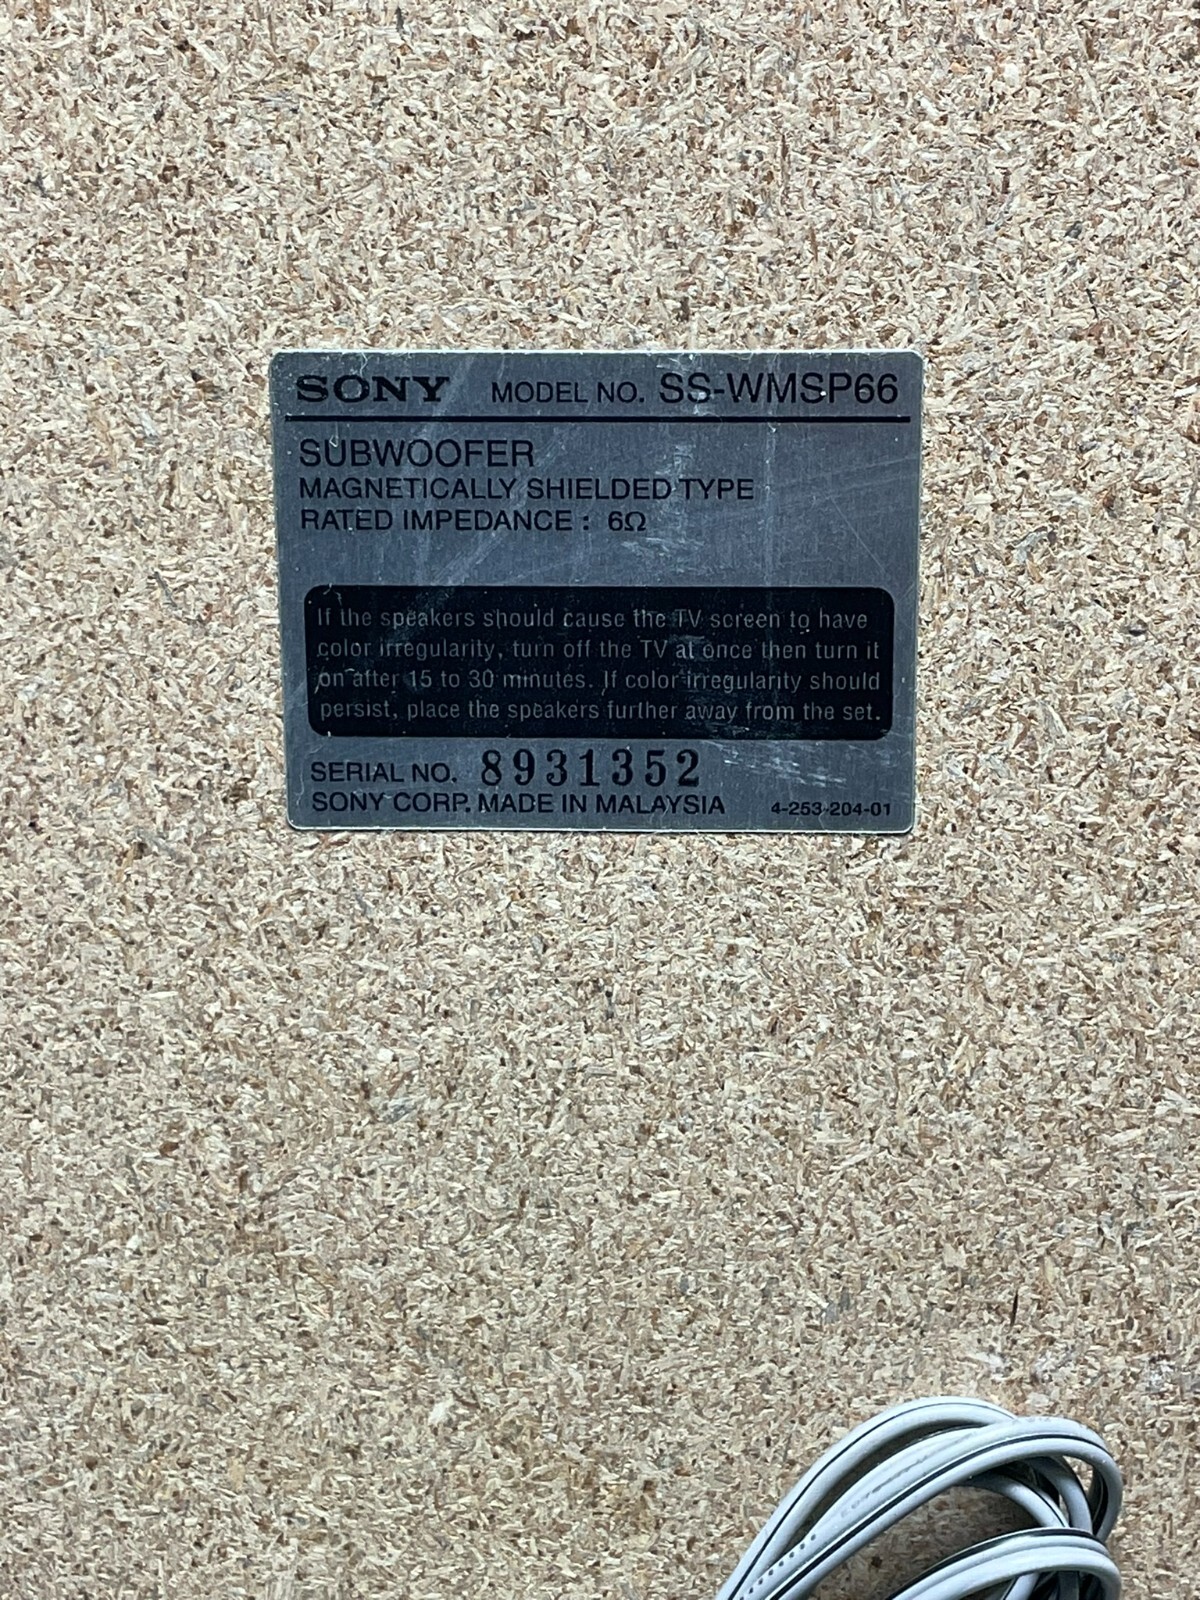 SONY MODEL NO. SS-WMSP66
SUBWOOFER
MAGNETICALLY SHIELDED TYPE
RATED IMPEDANCE : 6Ω
If the speakers should cause the TV screen to have
color irregularity, turn off the TV at once then turn it
on after 15 to 30 minutes. If color irregularity should
persist, place the speakers further away from the set.
SERIAL NO. 8931352
SONY CORP. MADE IN MALAYSIA 4-253-204-01